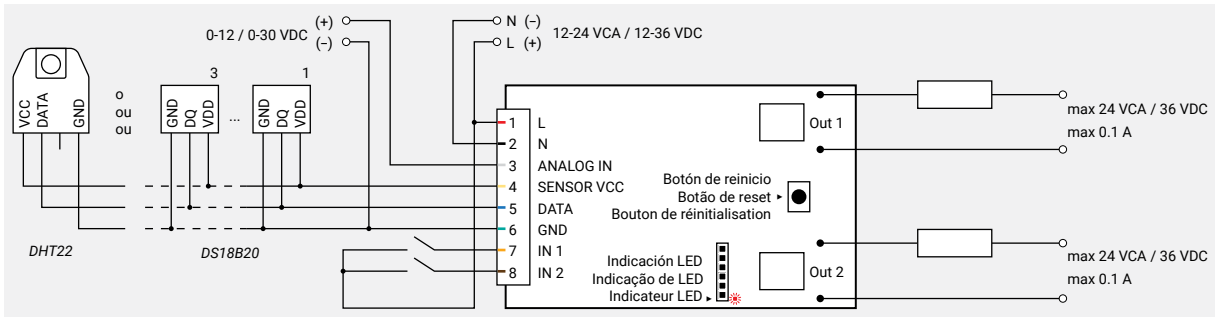 (+)
0-12 / 0-30 VDC
(−)
N (−)
12-24 VCA / 12-36 VDC
L (+)
VCC
DATA
GND
o
ou
ou
3
GND
DQ
VDD
...
1
GND
DQ
VDD
1 L
2 N
3 ANALOG IN
4 SENSOR VCC
5 DATA
6 GND
7 IN 1
8 IN 2
DHT22
DS18B20
Out 1
Botón de reinicio
Botão de reset
Bouton de réinitialisation
Indicación LED
Indicação de LED
Indicateur LED
Out 2
max 24 VCA / 36 VDC
max 0.1 A
max 24 VCA / 36 VDC
max 0.1 A